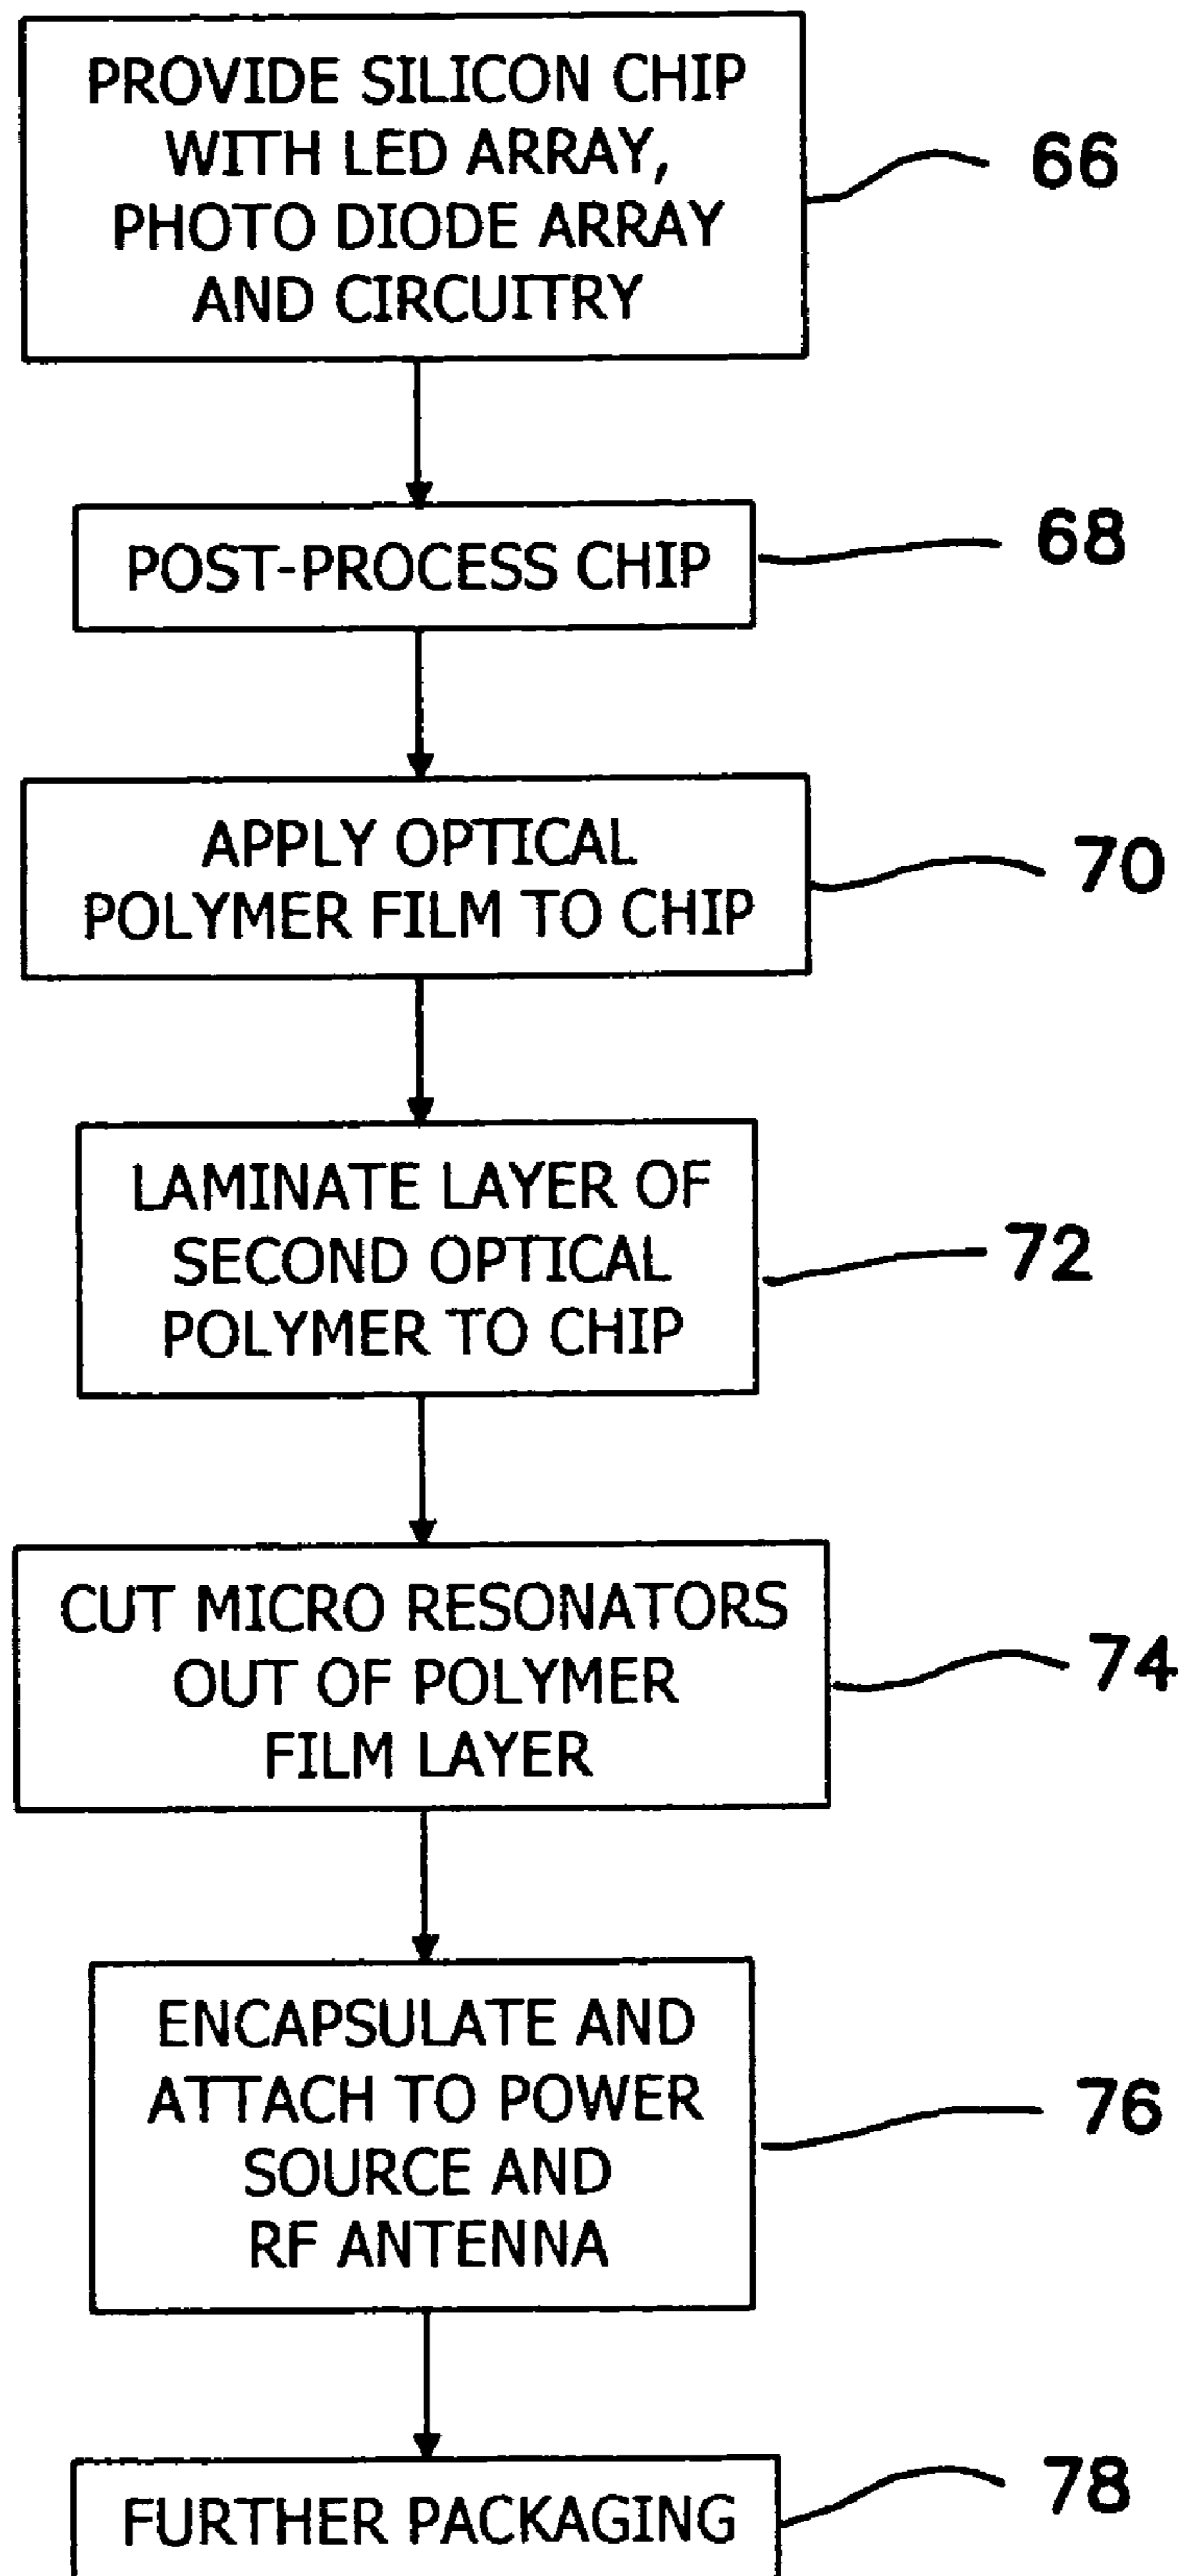 PROVIDE SILICON CHIP
WITH LED ARRAY,
PHOTO DIODE ARRAY
AND CIRCUITRY
66
POST-PROCESS CHIP
68
APPLY OPTICAL
POLYMER FILM TO CHIP
70
LAMINATE LAYER OF
SECOND OPTICAL
POLYMER TO CHIP
72
CUT MICRO RESONATORS
OUT OF POLYMER
FILM LAYER
74
ENCAPSULATE AND
ATTACH TO POWER
SOURCE AND
RF ANTENNA
76
FURTHER PACKAGING
78